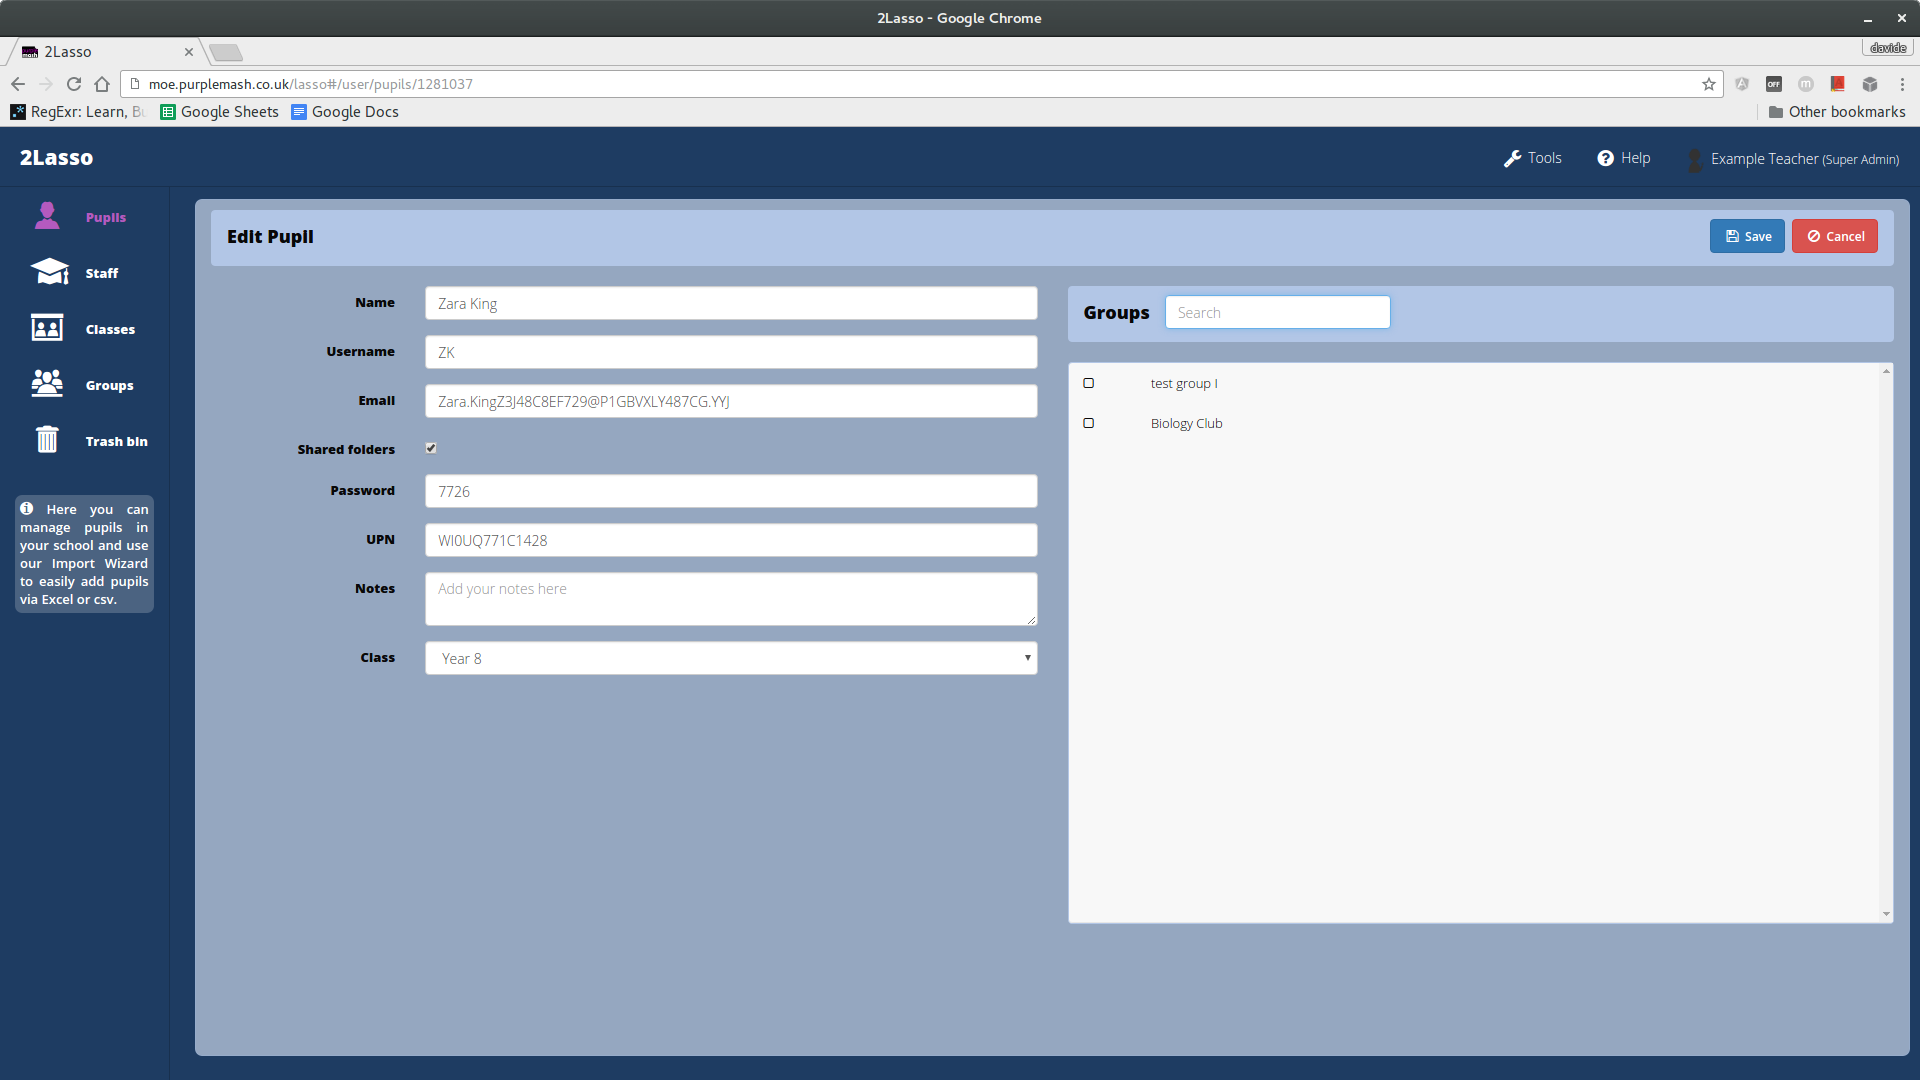 2Lasso - Google Chrome
2Lasso
davide
moe.purplemash.co.uk/lasso#/user/pupils/1281037
OFF
m
RegExr: Learn, Bu
Google Sheets
Google Docs
Other bookmarks
2Lasso
Tools
Help
Example Teacher (Super Admin)
Pupils
Staff
Classes
Groups
Trash bin
Here you can
manage pupils in
your school and use
our Import Wizard
to easily add pupils
via Excel or csv.
Edit Pupil
Save
Cancel
Name
Zara King
Username
ZK
Email
Zara.KingZ3J48C8EF729@P1GBVXLY487CG.YYJ
Shared folders
Password
7726
UPN
WI0UQ771C1428
Notes
Add your notes here
Class
Year 8
Groups
Search
test group I
Biology Club